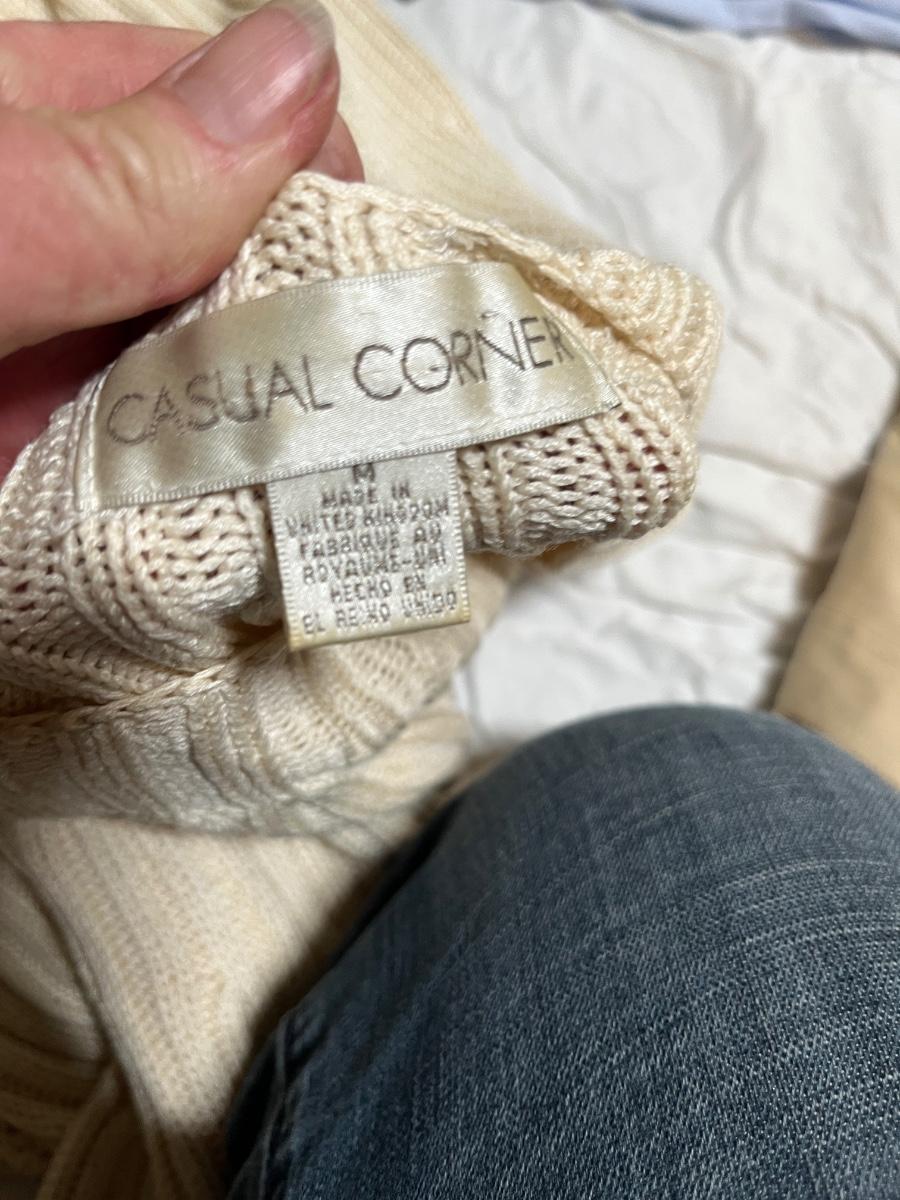 CASUAL CORNER
M
MADE IN
UNITED KINGDOM
FABRIQUE AU
ROYAUME-UNI
HECHO EN
EL REINO UNIDO